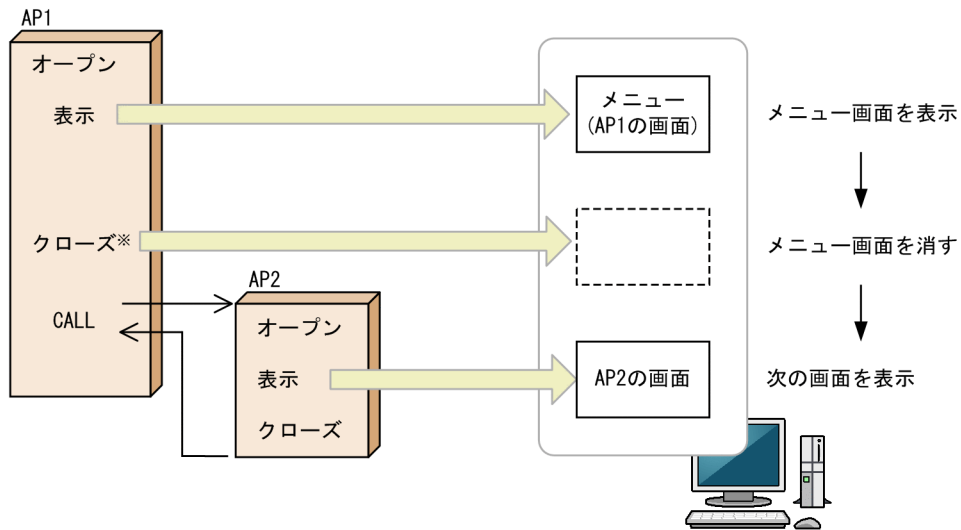 AP1
オープン
表示
メニュー
(AP1の画面)
メニュー画面を表示
クローズ※
メニュー画面を消す
AP2
CALL
オープン
表示
AP2の画面
次の画面を表示
クローズ